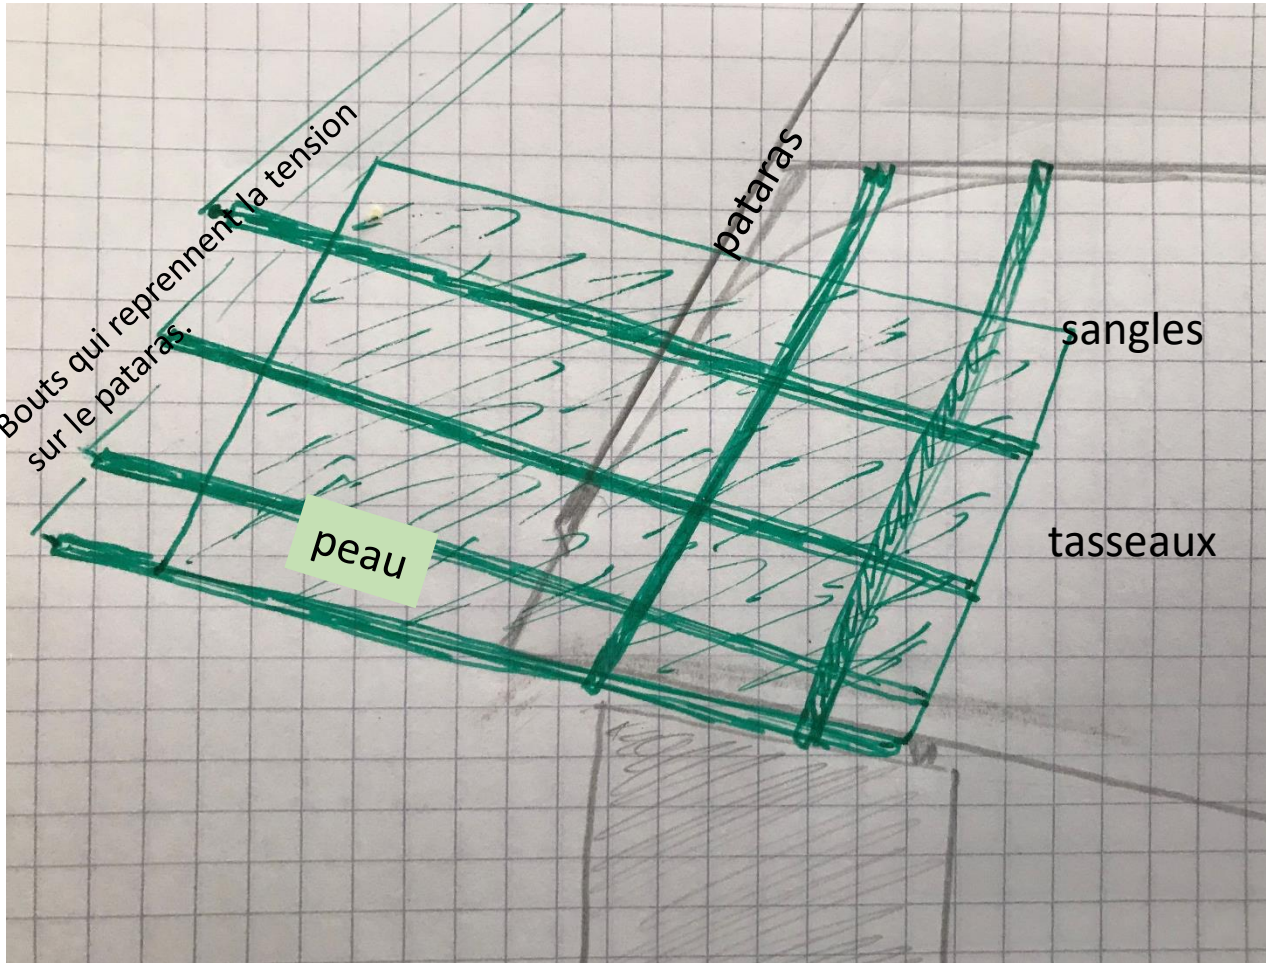 Bouts qui reprennent la tension
sur le pataras.
pataras
sangles
tasseaux
peau